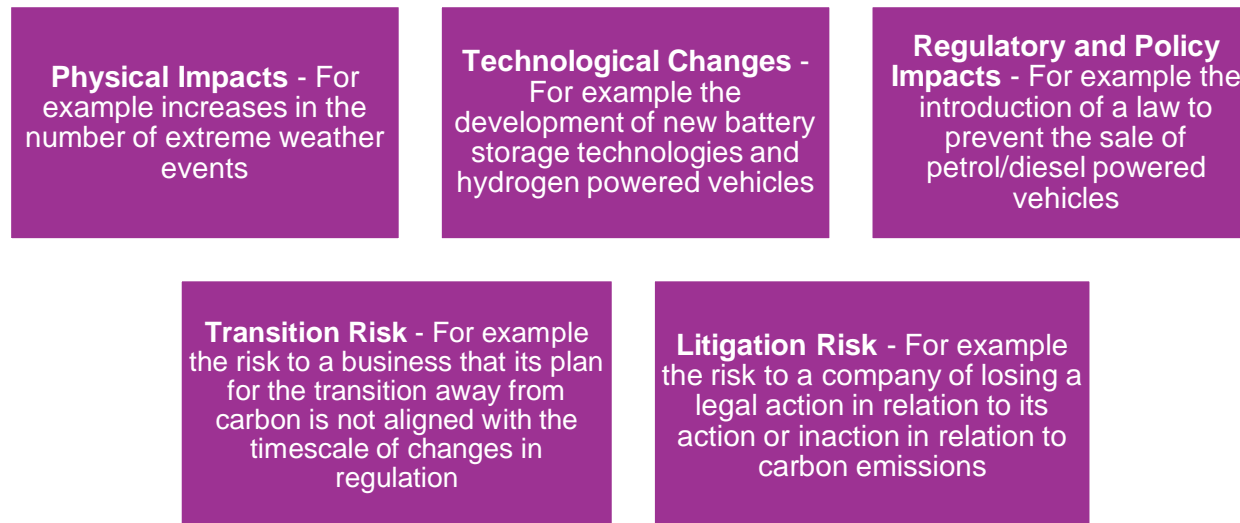 Physical Impacts - For
example increases in the
number of extreme weather
events
Technological Changes -
For example the
development of new battery
storage technologies and
hydrogen powered vehicles
Regulatory and Policy
Impacts - For example the
introduction of a law to
prevent the sale of
petrol/diesel powered
vehicles
Transition Risk - For example
the risk to a business that its plan
for the transition away from
carbon is not aligned with the
timescale of changes in
regulation
Litigation Risk - For example
the risk to a company of losing a
legal action in relation to its
action or inaction in relation to
carbon emissions